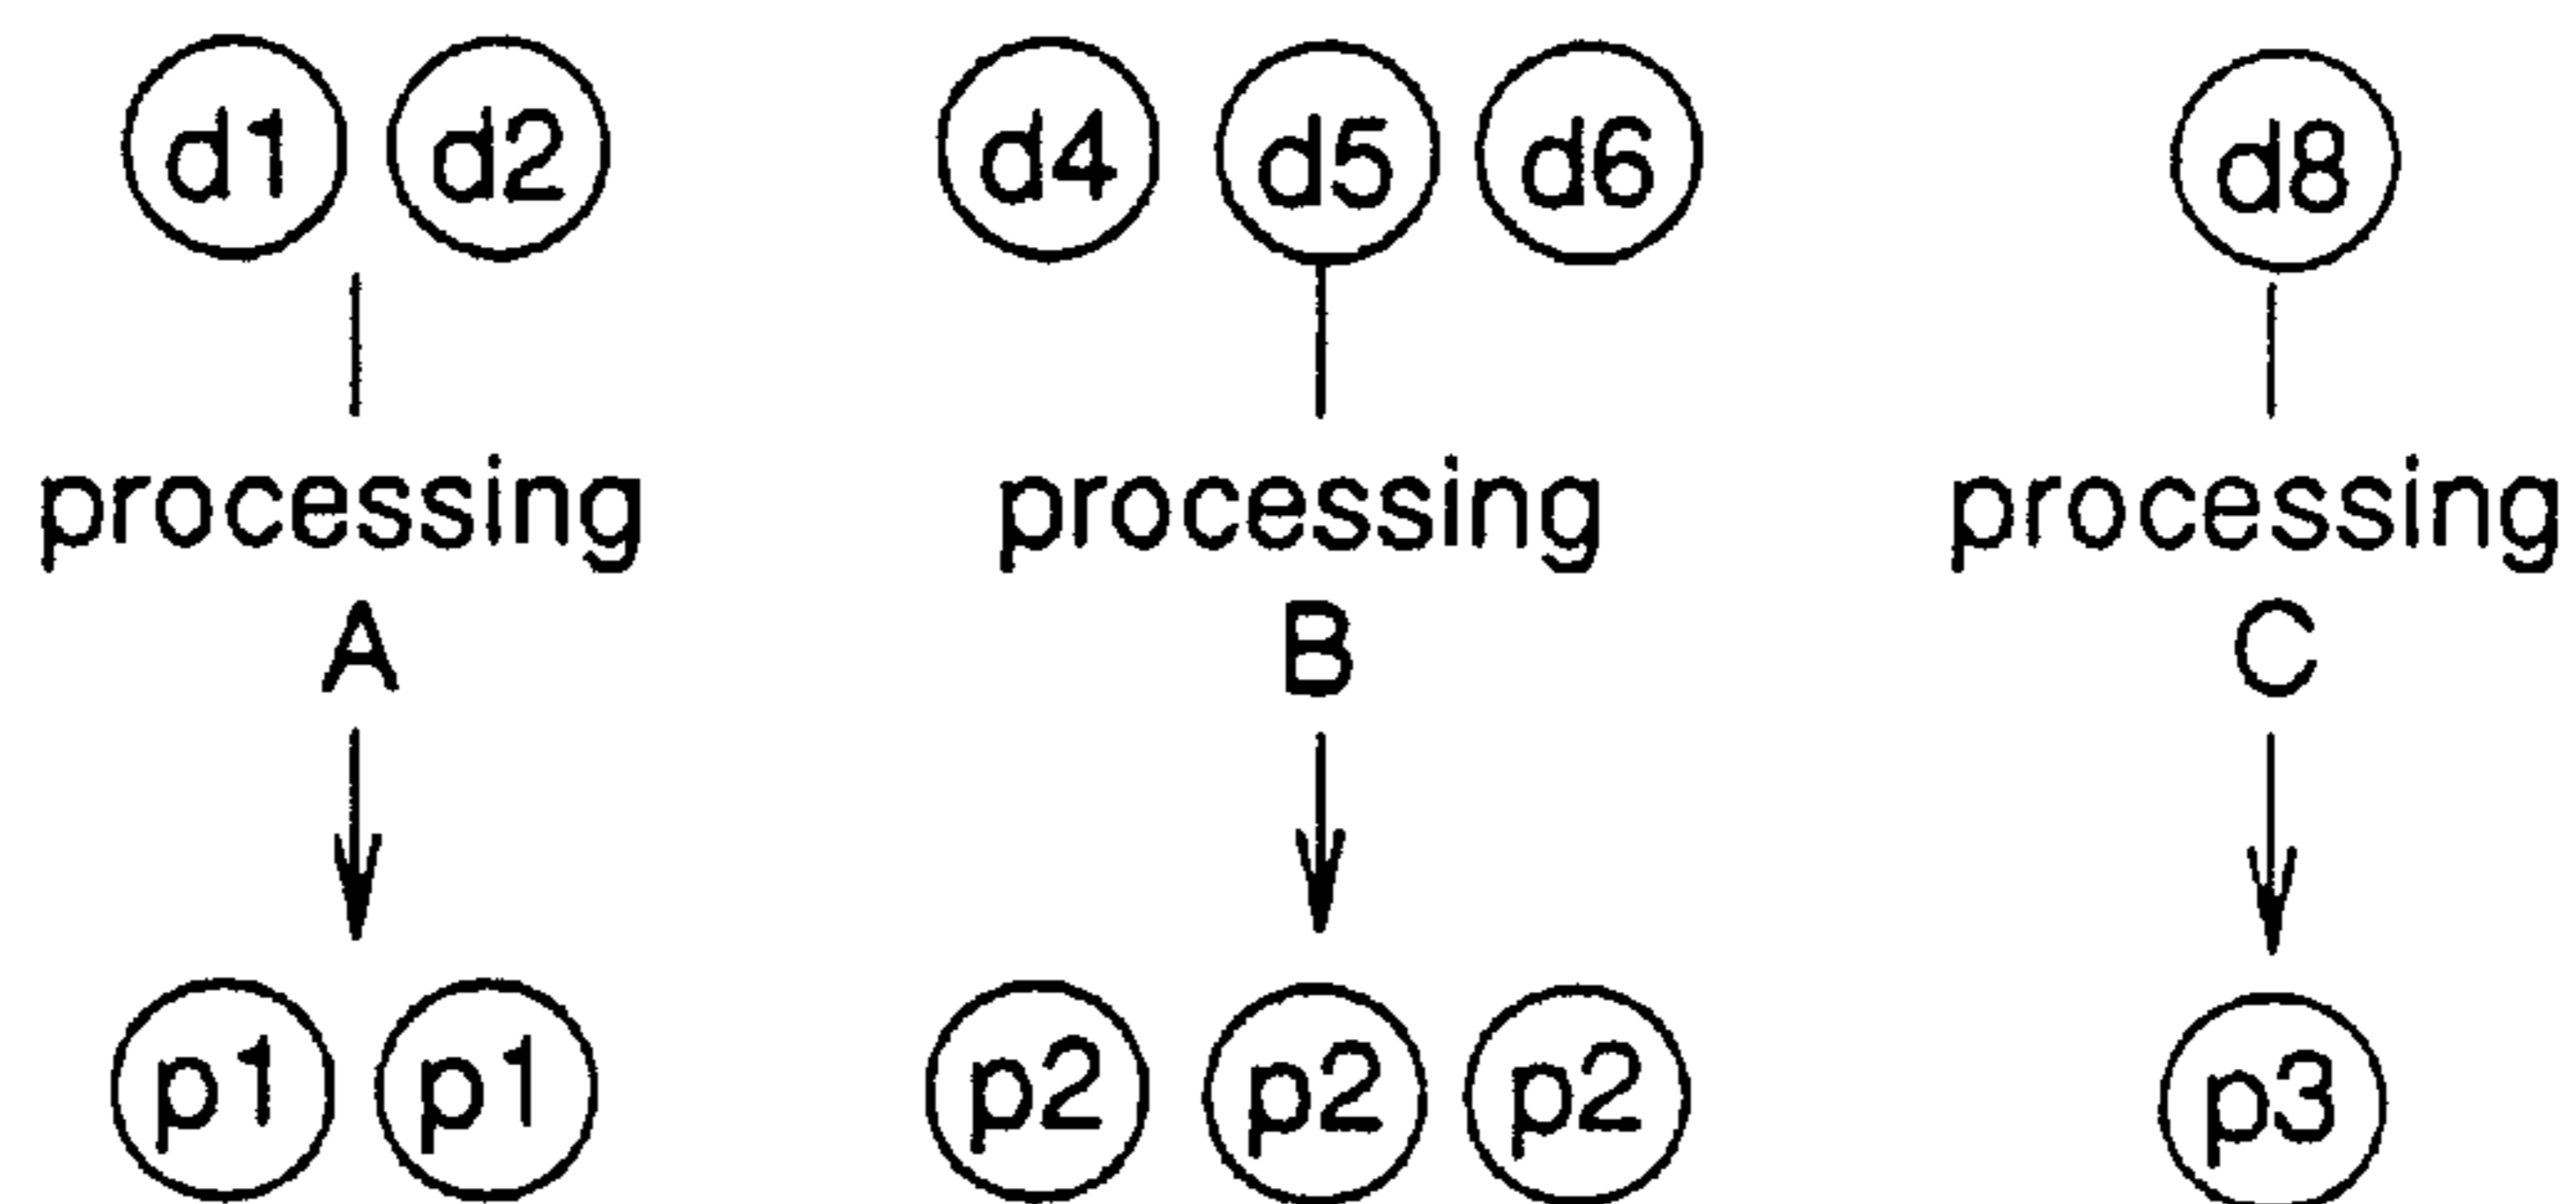 d1 d2 d4 d5 d6 d8
processing processing processing
A B C
p1 p1 p2 p2 p2 p3